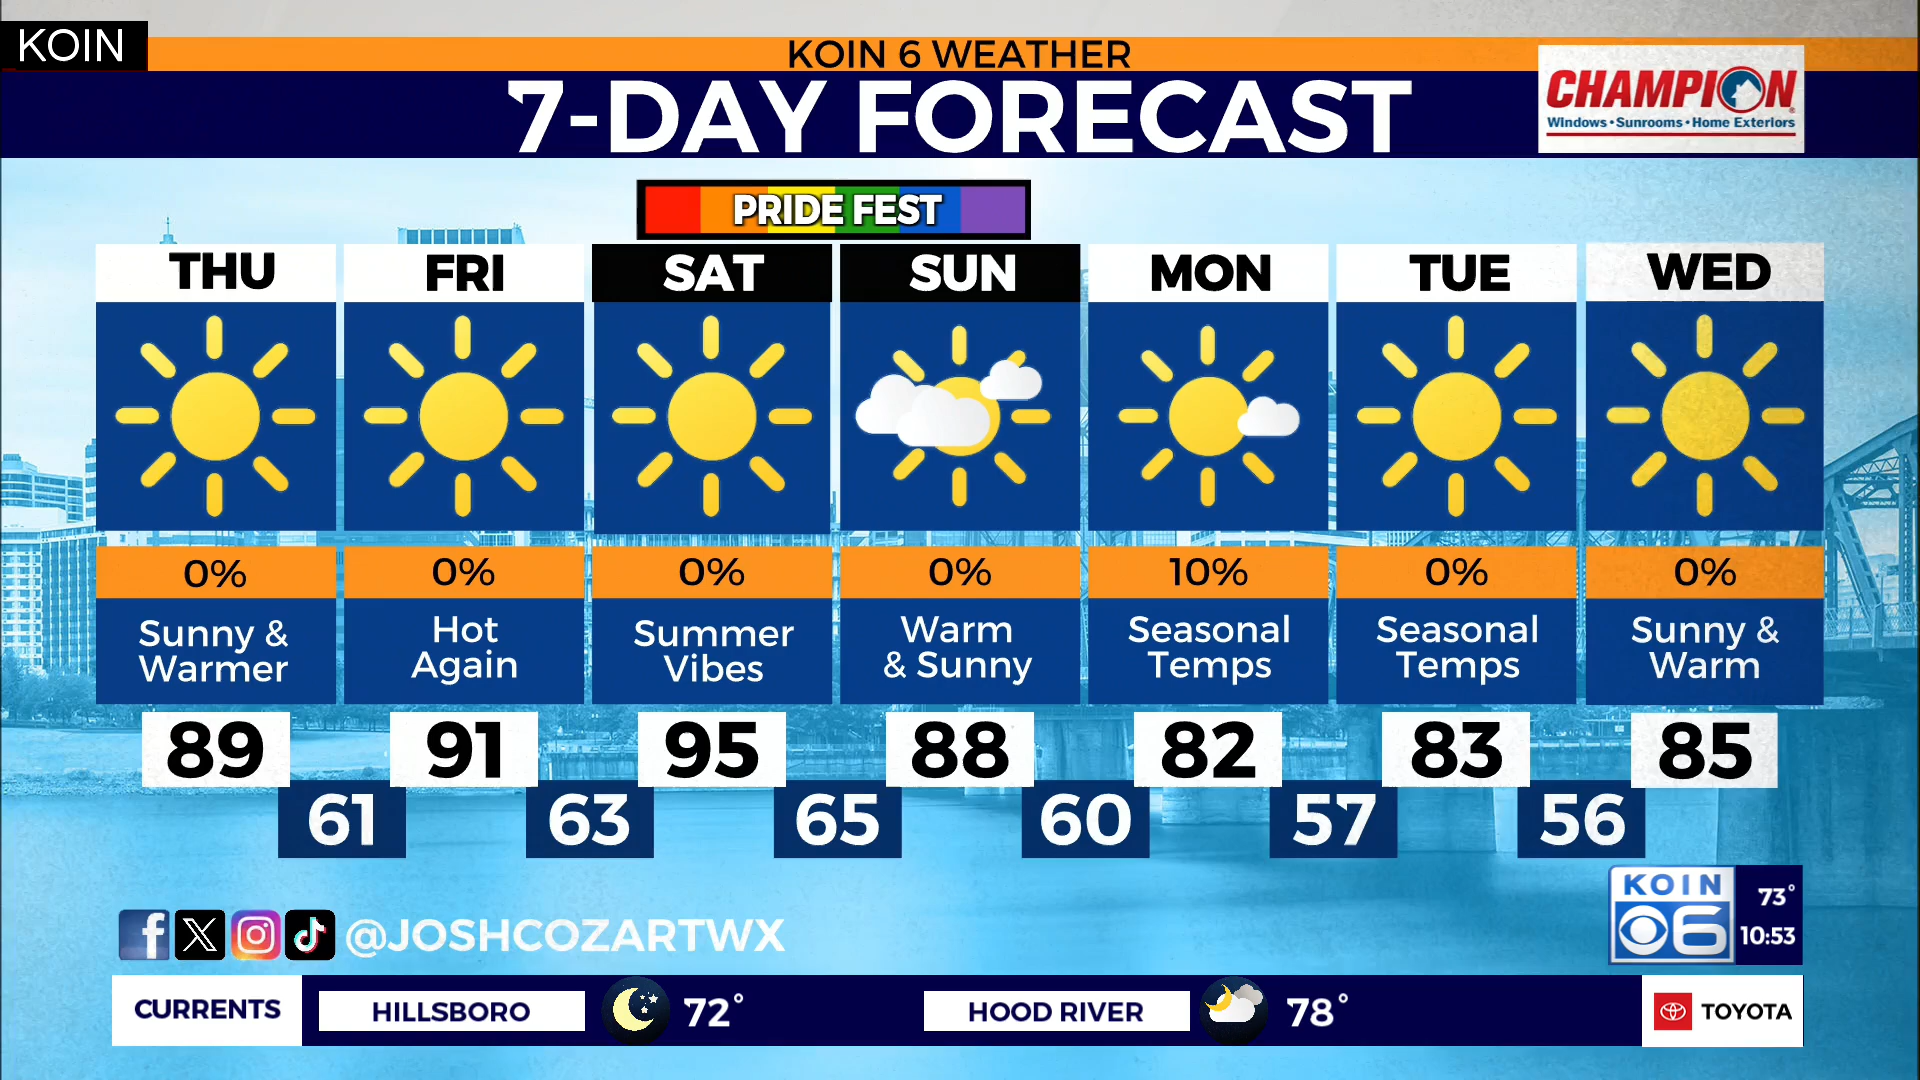 KOIN
KOIN 6 WEATHER
7-DAY FORECAST
CHAMPION
Windows • Sunrooms • Home Exteriors
PRIDE FEST
THU FRI SAT SUN MON TUE WED
0% 0% 0% 0% 10% 0% 0%
Sunny & Hot Summer Warm Seasonal Seasonal Sunny &
Warmer Again Vibes & Sunny Temps Temps Warm
89 91 95 88 82 83 85
61 63 65 60 57 56
KOIN
6
73°
10:53
@JOSHCOZARTWX
CURRENTS HILLSBORO 72° HOOD RIVER 78° TOYOTA